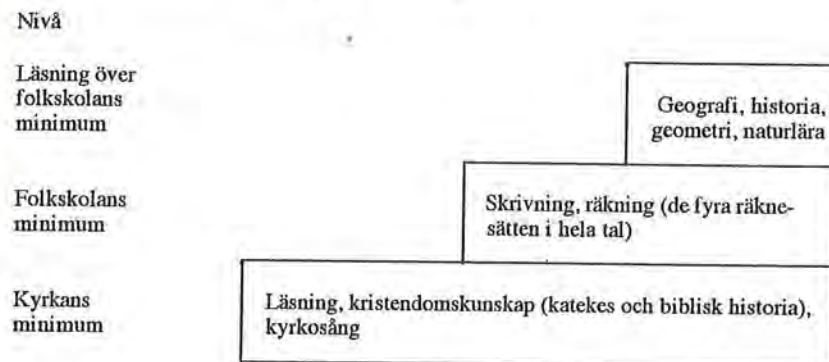 Nivå
Läsning över
folkskolans
minimum
Geografi, historia,
geometri, naturlära
Folkskolans
minimum
Skrivning, räkning (de fyra räkne-
sätten i hela tal)
Kyrkans
minimum
Läsning, kristendomskunskap (katekes och biblisk historia),
kyrkosång